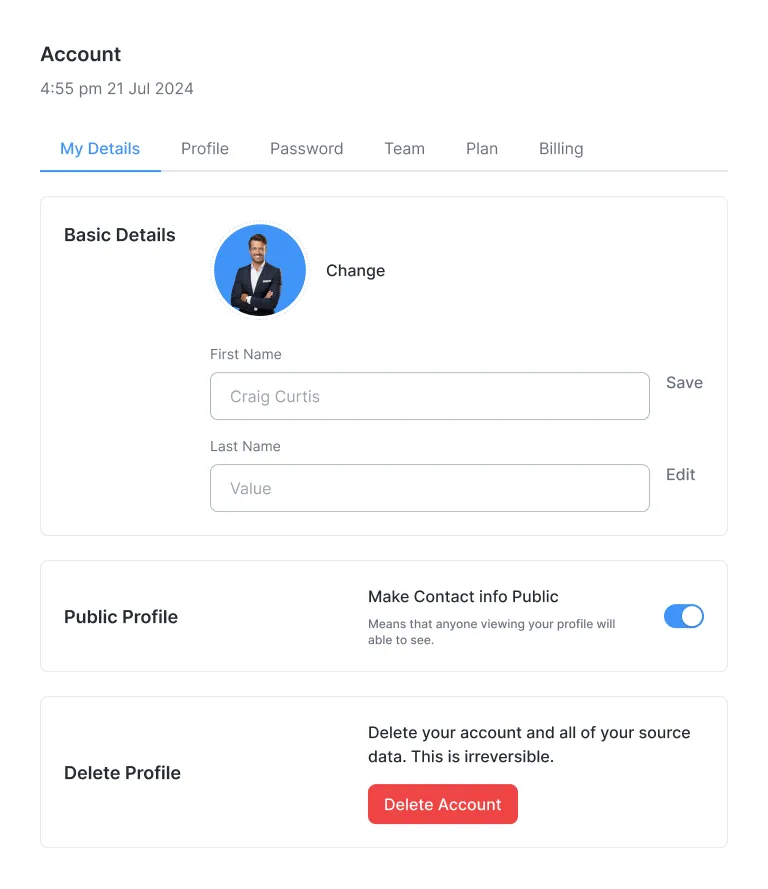 Account
4:55 pm 21 Jul 2024
My Details Profile Password Team Plan Billing
Basic Details
Change
First Name
Craig Curtis
Save
Last Name
Value
Edit
Public Profile
Make Contact info Public
Means that anyone viewing your profile will
able to see.
Delete Profile
Delete your account and all of your source
data. This is irreversible.
Delete Account